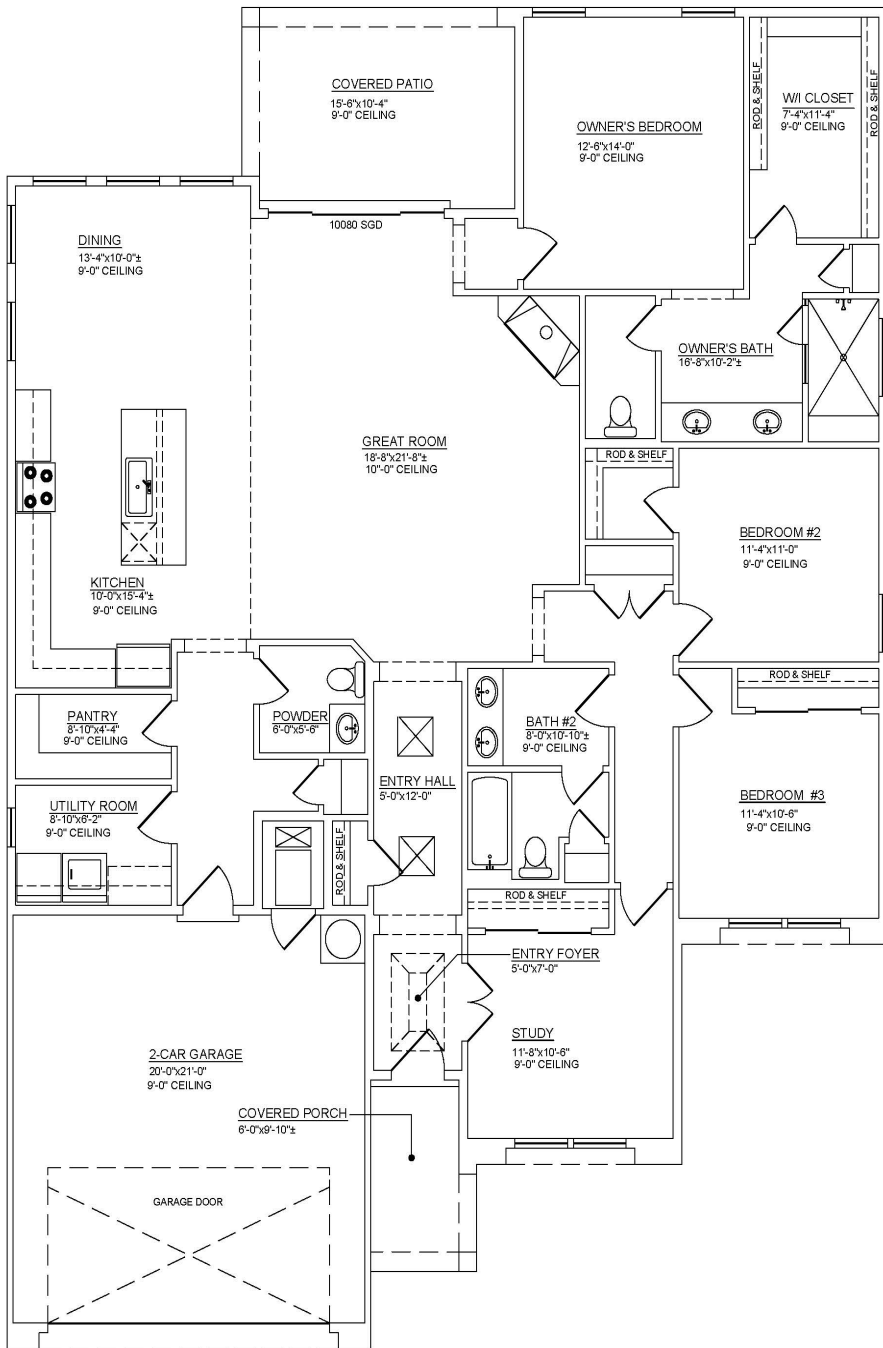 COVERED PATIO
15'-6"x10'-4"
9'-0" CEILING
OWNER'S BEDROOM
12'-6"x14'-0"
9'-0" CEILING
ROD & SHELF
W/I CLOSET
7'-4"x11'-4"
9'-0" CEILING
ROD & SHELF
10080 SGD
DINING
13'-4"x10'-0"±
9'-0" CEILING
OWNER'S BATH
16'-8"x10'-2"±
GREAT ROOM
18'-8"x21'-8"±
10"-0" CEILING
ROD & SHELF
BEDROOM #2
11'-4"x11'-0"
9'-0" CEILING
KITCHEN
10'-0"x15'-4"±
9'-0" CEILING
ROD & SHELF
PANTRY
8'-10"x4'-4"
9'-0" CEILING
POWDER
6'-0"x5'-6"
BATH #2
8'-0"x10'-10"±
9'-0" CEILING
ENTRY HALL
5'-0"x12'-0"
BEDROOM #3
11'-4"x10'-6"
9'-0" CEILING
UTILITY ROOM
8'-10"x6'-2"
9'-0" CEILING
ROD & SHELF
ROD & SHELF
ENTRY FOYER
5'-0"x7'-0"
STUDY
11'-8"x10'-6"
9'-0" CEILING
2-CAR GARAGE
20'-0"x21'-0"
9'-0" CEILING
COVERED PORCH
6'-0"x9'-10"±
GARAGE DOOR